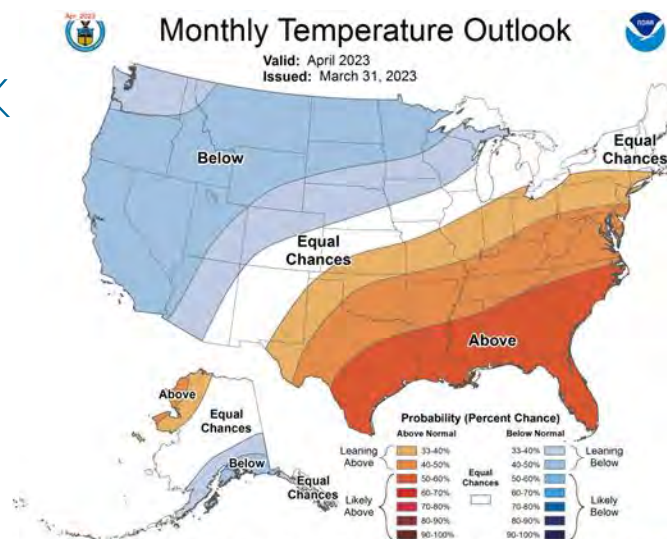 Apr 2023
Monthly Temperature Outlook
NOAA
Valid: April 2023
Issued: March 31, 2023
Below
Equal
Chances
Equal
Chances
Above
Above
Equal
Chances
Below
Equal
Chances
Probability (Percent Chance)
Above Normal
Below Normal
Leaning
Above
33-40%
40-50%
Likely
Above
50-60%
60-70%
70-80%
80-90%
90-100%
Equal
Chances
33-40%
40-50%
Leaning
Below
50-60%
60-70%
70-80%
80-90%
90-100%
Likely
Below